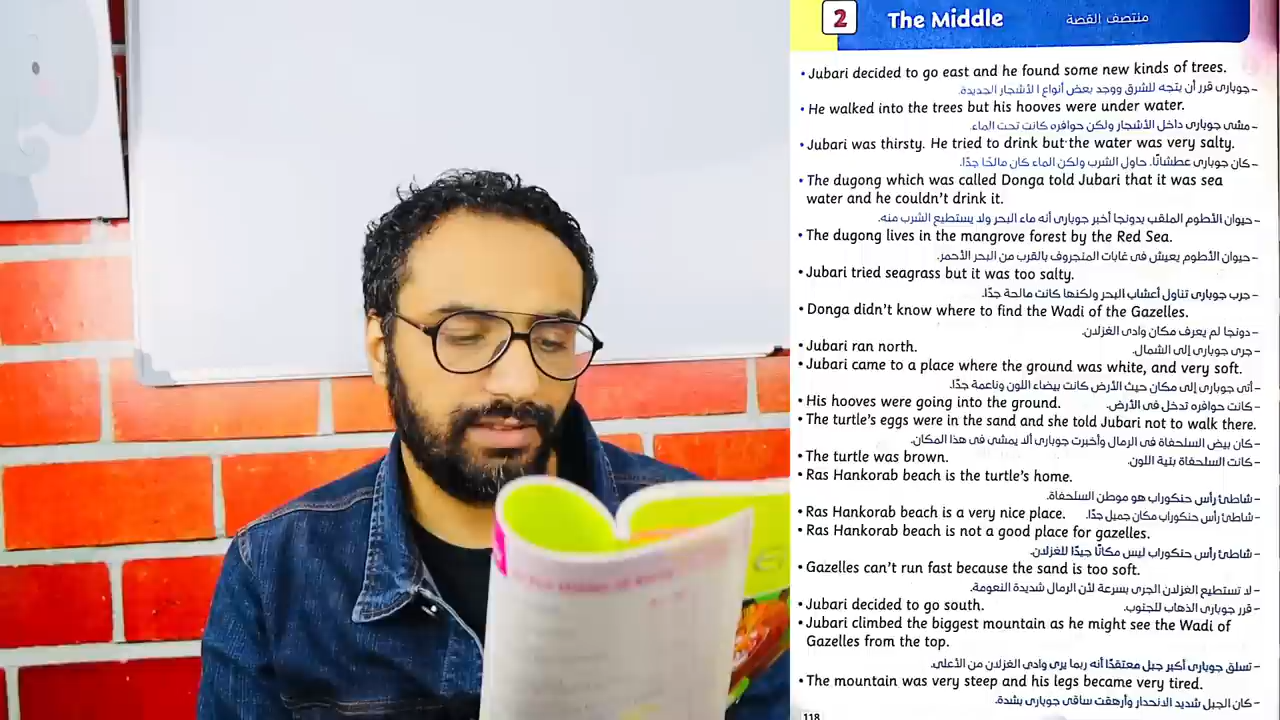 2 The Middle منتصف القصة
• Jubari decided to go east and he found some new kinds of trees.
- جوبارى قرر أن يتجه للشرق ووجد بعض أنواع الأشجار الجديدة.
• He walked into the trees but his hooves were under water.
- مشى جوبارى داخل الأشجار ولكن حوافره كانت تحت الماء.
• Jubari was thirsty. He tried to drink but the water was very salty.
- كان جوبارى عطشانًا. حاول الشرب ولكن الماء كان مالحًا جدًا.
• The dugong which was called Donga told Jubari that it was sea
water and he couldn't drink it.
- حيوان الأطوم الملقب بدونجا أخبر جوبارى أنه ماء البحر ولا يستطيع الشرب منه.
• The dugong lives in the mangrove forest by the Red Sea.
- حيوان الأطوم يعيش فى غابات المنجروف بالقرب من البحر الأحمر.
• Jubari tried seagrass but it was too salty.
- جرب جوبارى تناول أعشاب البحر ولكنها كانت مالحة جدًا.
• Donga didn't know where to find the Wadi of the Gazelles.
- دونجا لم يعرف مكان وادى الغزلان.
• Jubari ran north.
- جرى جوبارى إلى الشمال.
• Jubari came to a place where the ground was white, and very soft.
- أتى جوبارى إلى مكان حيث الأرض كانت بيضاء اللون وناعمة جدًا.
• His hooves were going into the ground. - كانت حوافره تدخل فى الأرض.
• The turtle's eggs were in the sand and she told Jubari not to walk there.
- كان بيض السلحفاة فى الرمال وأخبرت جوبارى ألا يمشى فى هذا المكان.
• The turtle was brown. - كانت السلحفاة بنية اللون.
• Ras Hankorab beach is the turtle's home.
- شاطئ رأس حنكوراب هو موطن السلحفاة.
• Ras Hankorab beach is a very nice place. - شاطئ رأس حنكوراب مكان جميل جدًا.
• Ras Hankorab beach is not a good place for gazelles.
- شاطئ رأس حنكوراب ليس مكانًا جيدًا للغزلان.
• Gazelles can't run fast because the sand is too soft.
- لا تستطيع الغزلان الجرى بسرعة لأن الرمال شديدة النعومة.
• Jubari decided to go south. - قرر جوبارى الذهاب للجنوب.
• Jubari climbed the biggest mountain as he might see the Wadi of
Gazelles from the top.
- تسلق جوبارى أكبر جبل معتقدًا أنه ربما يرى وادى الغزلان من الأعلى.
• The mountain was very steep and his legs became very tired.
- كان الجبل شديد الانحدار وأرهقت ساقى جوبارى بشدة.
118